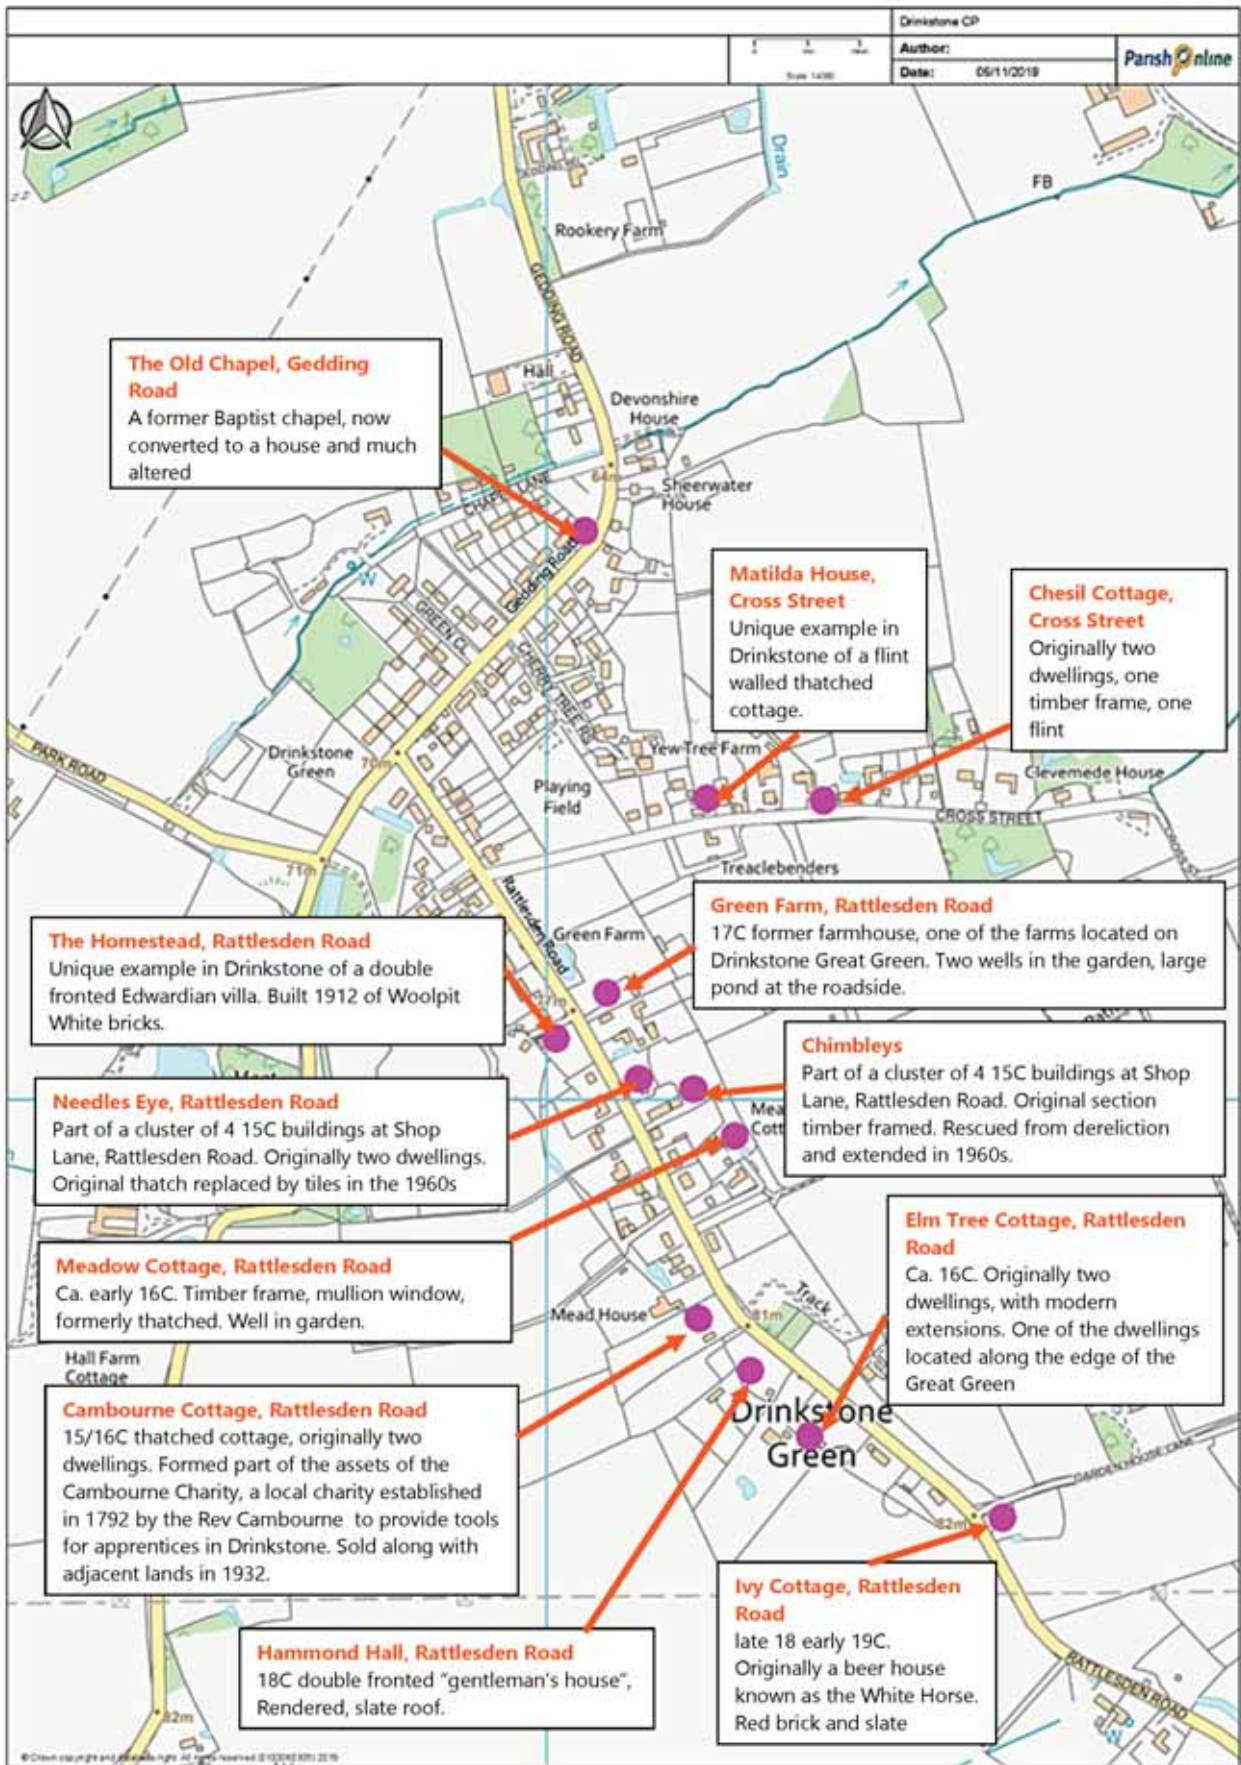 Drinkstone CP
Author:
Date: 05/11/2019
Parish Online
Drain
FB
Rookery Farm
GEDDING ROAD
The Old Chapel, Gedding
Road
A former Baptist chapel, now
converted to a house and much
altered
Hall
Devonshire
House
64m
CHAPEL LANE
Sheerwater
House
Gedding Road
W
GREEN CL
CHERRY TREE
Matilda House,
Cross Street
Unique example in
Drinkstone of a flint
walled thatched
cottage.
Chesil Cottage,
Cross Street
Originally two
dwellings, one
timber frame, one
flint
PARK ROAD
Drinkstone
Green
70m
Yew Tree Farm
Playing
Field
Clevemede House
CROSS STREET
CROSS ST
71m
Treaclebenders
Rattlesden Road
Green Farm
The Homestead, Rattlesden Road
Unique example in Drinkstone of a double
fronted Edwardian villa. Built 1912 of Woolpit
White bricks.
Green Farm, Rattlesden Road
17C former farmhouse, one of the farms located on
Drinkstone Great Green. Two wells in the garden, large
pond at the roadside.
Needles Eye, Rattlesden Road
Part of a cluster of 4 15C buildings at Shop
Lane, Rattlesden Road. Originally two dwellings.
Original thatch replaced by tiles in the 1960s
Chimbleys
Part of a cluster of 4 15C buildings at Shop
Lane, Rattlesden Road. Original section
timber framed. Rescued from dereliction
and extended in 1960s.
Meadow Cottage, Rattlesden Road
Ca. early 16C. Timber frame, mullion window,
formerly thatched. Well in garden.
Elm Tree Cottage, Rattlesden
Road
Ca. 16C. Originally two
dwellings, with modern
extensions. One of the dwellings
located along the edge of the
Great Green
Mead House
Track
81m
Hall Farm
Cottage
Cambourne Cottage, Rattlesden Road
15/16C thatched cottage, originally two
dwellings. Formed part of the assets of the
Cambourne Charity, a local charity established
in 1792 by the Rev Cambourne to provide tools
for apprentices in Drinkstone. Sold along with
adjacent lands in 1932.
Drinkstone
Green
GARDEN HOUSE LANE
82m
Ivy Cottage, Rattlesden
Road
late 18 early 19C.
Originally a beer house
known as the White Horse.
Red brick and slate
Hammond Hall, Rattlesden Road
18C double fronted "gentleman's house",
Rendered, slate roof.
RATTLESDEN ROAD
82m
W